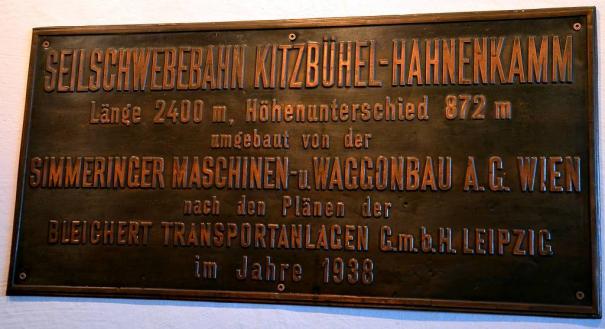 SEILSCHWEBEBAHN KITZBÜHEL-HAHNENKAMM
Länge 2400 m, Höhenunterschied 872 m
umgebaut von der
SIMMERINGER MASCHINEN-u. WAGGONBAU A.G. WIEN
nach den Plänen der
BLEICHERT TRANSPORTANLAGEN G.m.b.H. LEIPZIG
im Jahre 1938